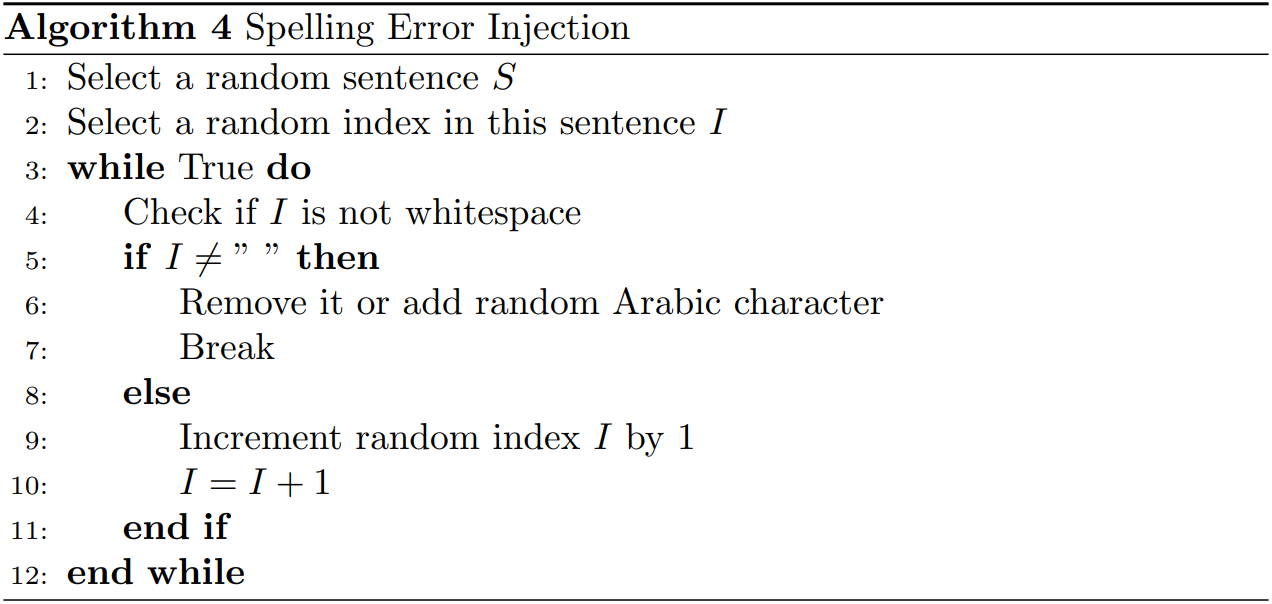 Algorithm 4 Spelling Error Injection
1: Select a random sentence S
2: Select a random index in this sentence I
3: while True do
4: Check if I is not whitespace
5: if I ≠ ” ” then
6: Remove it or add random Arabic character
7: Break
8: else
9: Increment random index I by 1
10: I = I + 1
11: end if
12: end while